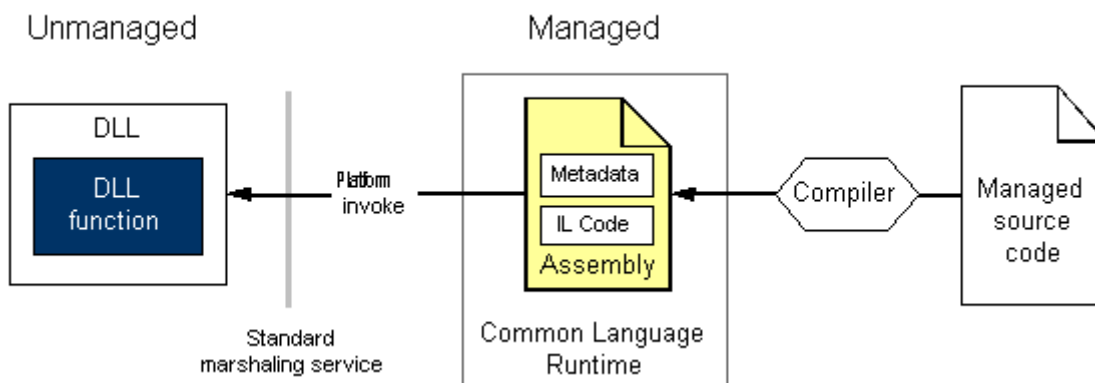 Unmanaged
Managed
DLL
DLL
function
Platform
invoke
Metadata
IL Code
Assembly
Compiler
Managed
source
code
Standard
marshaling service
Common Language
Runtime